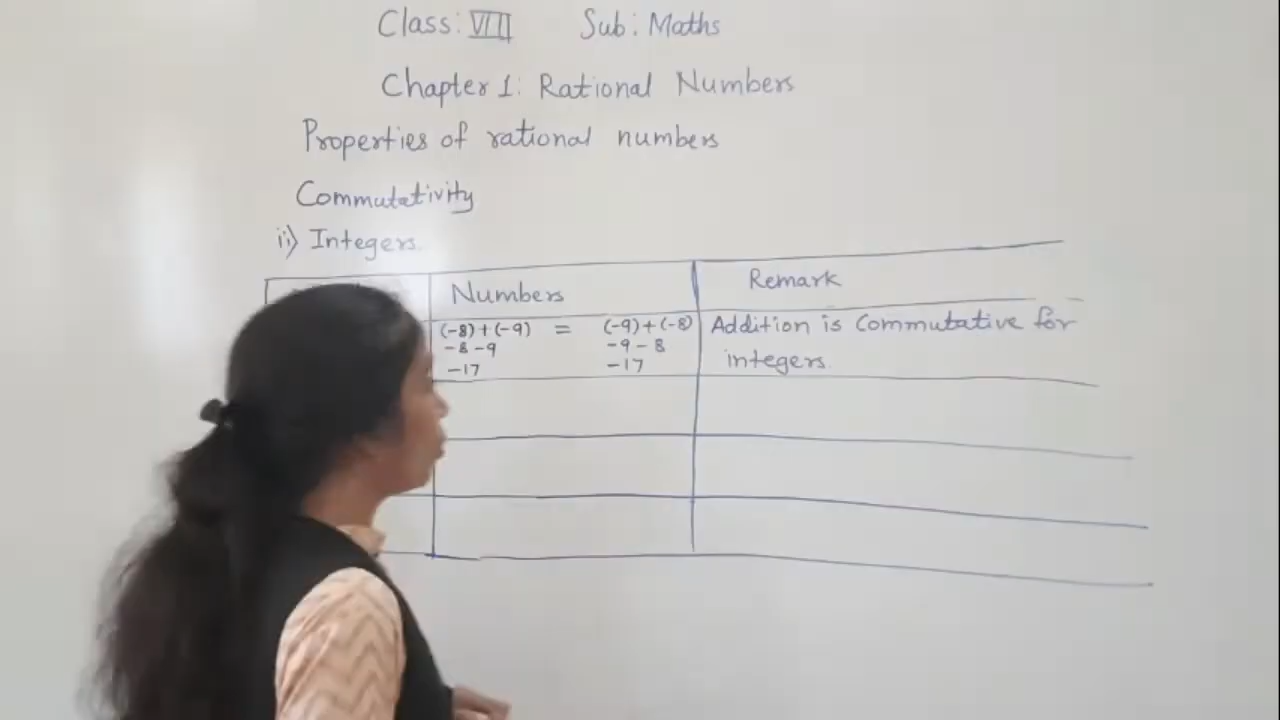 Class: VIII Sub: Maths
Chapter 1: Rational Numbers
Properties of rational numbers
Commutativity
ii) Integers.
Numbers Remark
(-8)+(-9) = (-9)+(-8) Addition is Commutative for
-8-9 -9-8 integers.
-17 -17